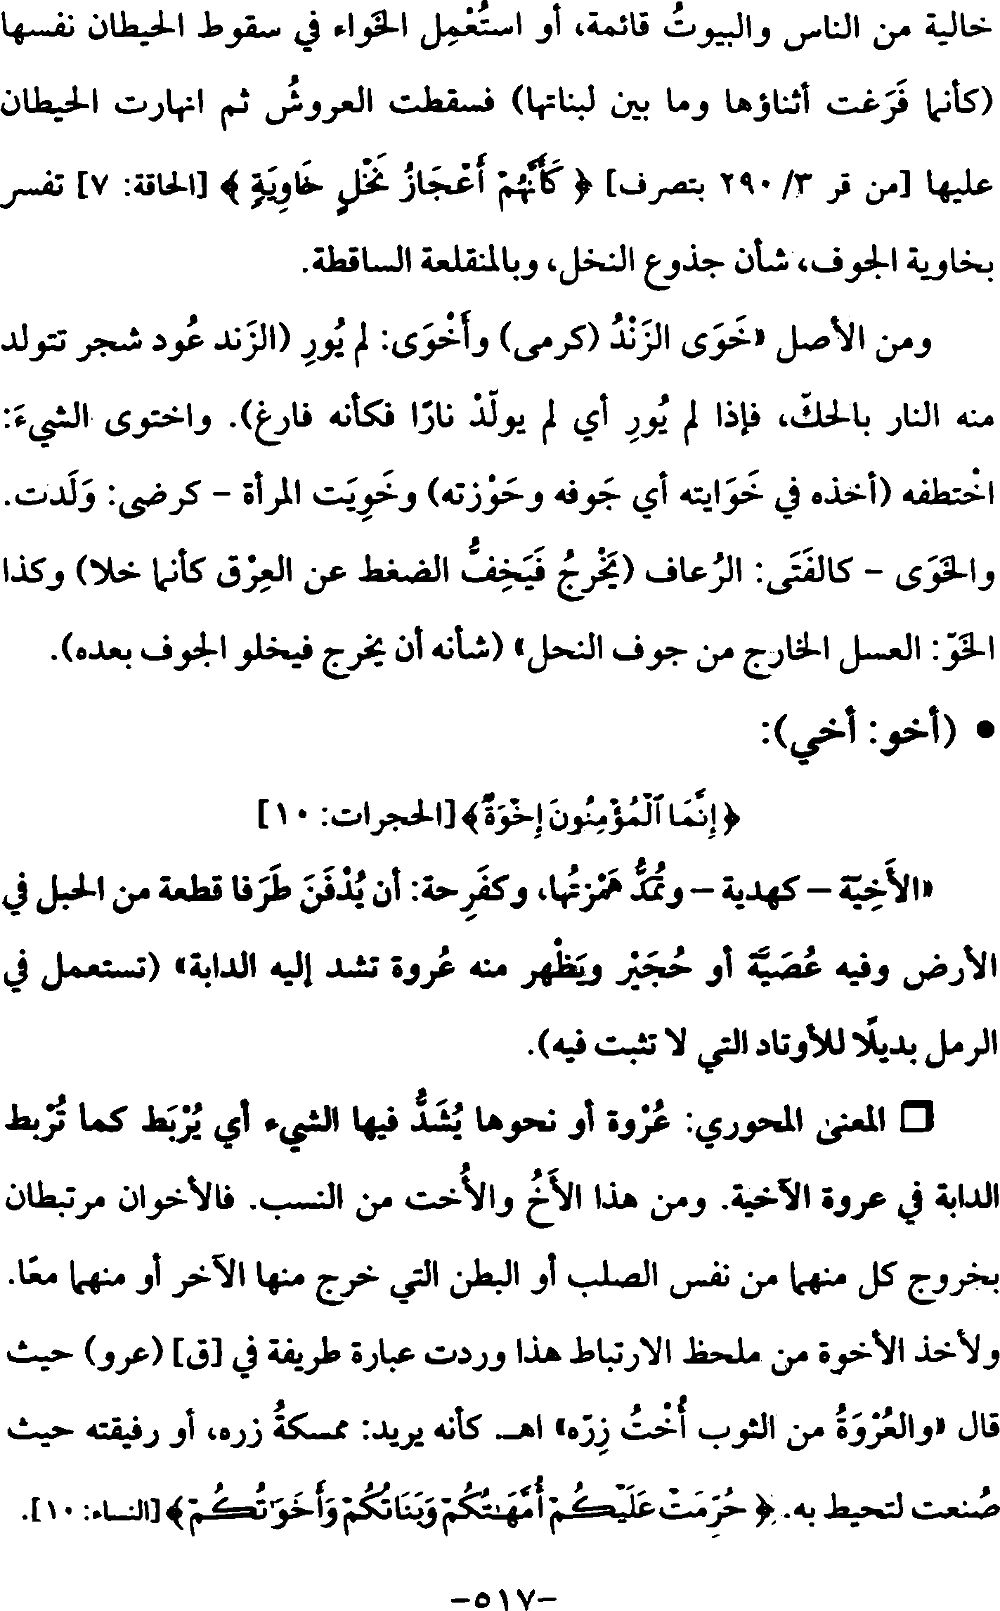 خالية من الناس والبيوتُ قائمة، أو استُعْمِل الخَواء في سقوط الحيطان نفسها
(كأنما فَرَغت أثناؤها وما بين لبناتها) فسقطت العروشُ ثم انهارت الحيطان
عليها [من قر ٣/ ٢٩٠ بتصرف] ﴿ كَأَنَّهُمْ أَعْجَازُ نَخْلٍ خَاوِيَةٍ ﴾ [الحاقة: ٧] تفسر
بخاوية الجوف، شأن جذوع النخل، وبالمنقلعة الساقطة.
ومن الأصل «خَوَى الزَنْدُ (كرمى) وأَخْوَى: لم يُورِ (الزَند عُود شجر تتولد
منه النار بالحكّ، فإذا لم يُورِ أي لم يولّدْ نارًا فكأنه فارغ). واختوى الشيءَ:
اخْتطفه (أخذه في خَوَايته أي جَوفه وحَوْزته) وخَوِيَت المرأة - كرضى: وَلَدت.
والخَوَى - كالفَتَى: الرُعاف (يَخْرجُ فَيَخِفُّ الضغط عن العِرْق كأنما خلا) وكذا
الخَوّ: العسل الخارج من جوف النحل» (شأنه أن يخرج فيخلو الجوف بعده).
• (أخو: أخي):
﴿ إِنَّمَا ٱلْمُؤْمِنُونَ إِخْوَةٌ ﴾ [الحجرات: ١٠]
«الأَخِيَّة – كهدية – وتُمَدُّ هَمْزتُها، وكفَرِحة: أن يُدْفَنَ طَرَفا قطعة من الحبل في
الأرض وفيه عُصَيَّة أو حُجَيْر ويَظْهر منه عُروة تشد إليه الدابة» (تستعمل في
الرمل بديلًا للأوتاد التي لا تثبت فيه).
❒ المعنى المحوري: عُرْوة أو نحوها يُشَدُّ فيها الشيء أي يُرْبَط كما تُرْبط
الدابة في عروة الآخية. ومن هذا الأَخُ والأُخت من النسب. فالأخوان مرتبطان
بخروج كل منهما من نفس الصلب أو البطن التي خرج منها الآخر أو منهما معًا.
ولأخذ الأخوة من ملحظ الارتباط هذا وردت عبارة طريفة في [ق] (عرو) حيث
قال «والعُرْوَةُ من الثوب أُخْتُ زِرّه» اهـ. كأنه يريد: ممسكةُ زره، أو رفيقته حيث
صُنعت لتحيط به. ﴿ حُرِّمَتْ عَلَيْكُمْ أُمَّهَـٰتُكُمْ وَبَنَاتُكُمْ وَأَخَوَٰتُكُمْ ﴾ [النساء: ١٠].
-٥١٧-